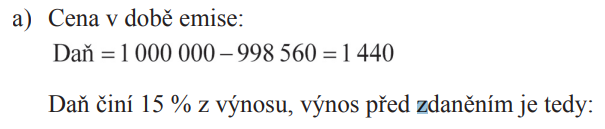 a) Cena v době emise:
Daň = 1 000 000 – 998 560 = 1 440
Daň činí 15 % z výnosu, výnos před zdaněním je tedy: